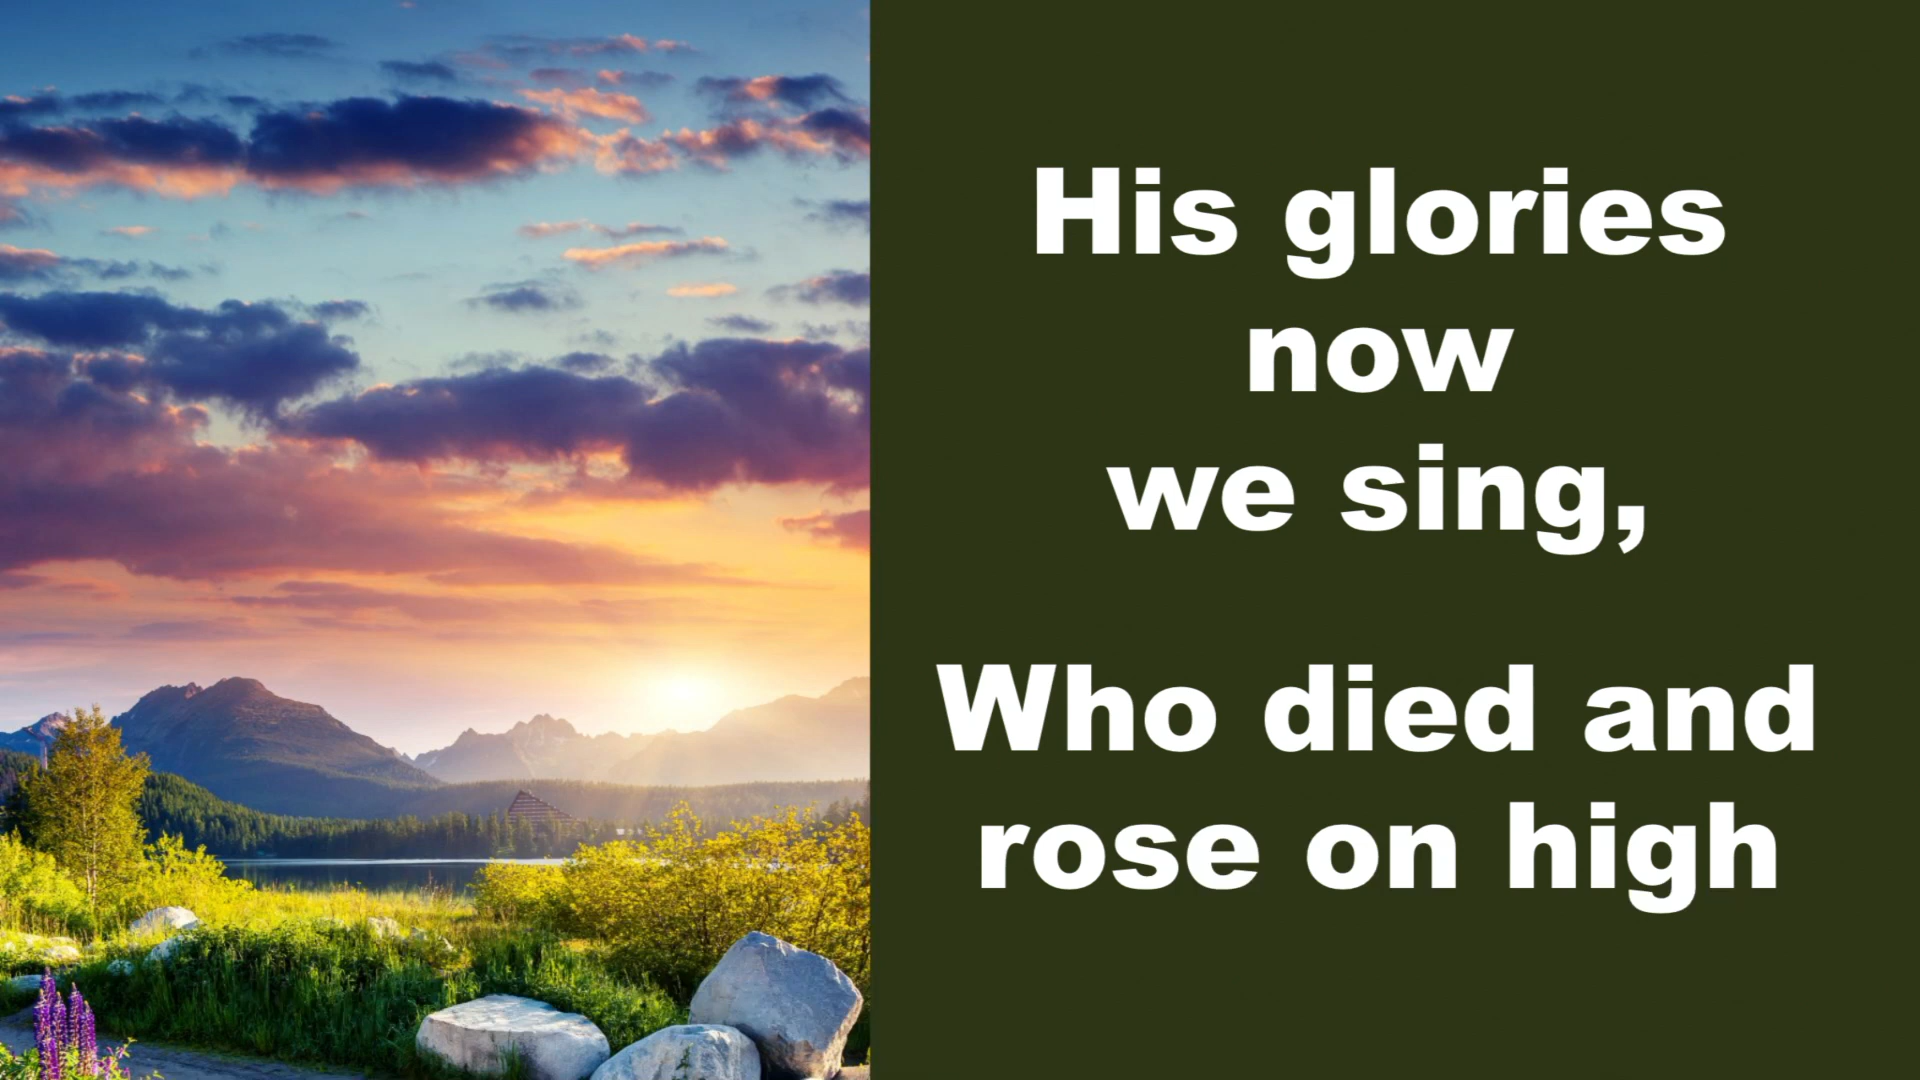 His glories
now
we sing,
Who died and
rose on high